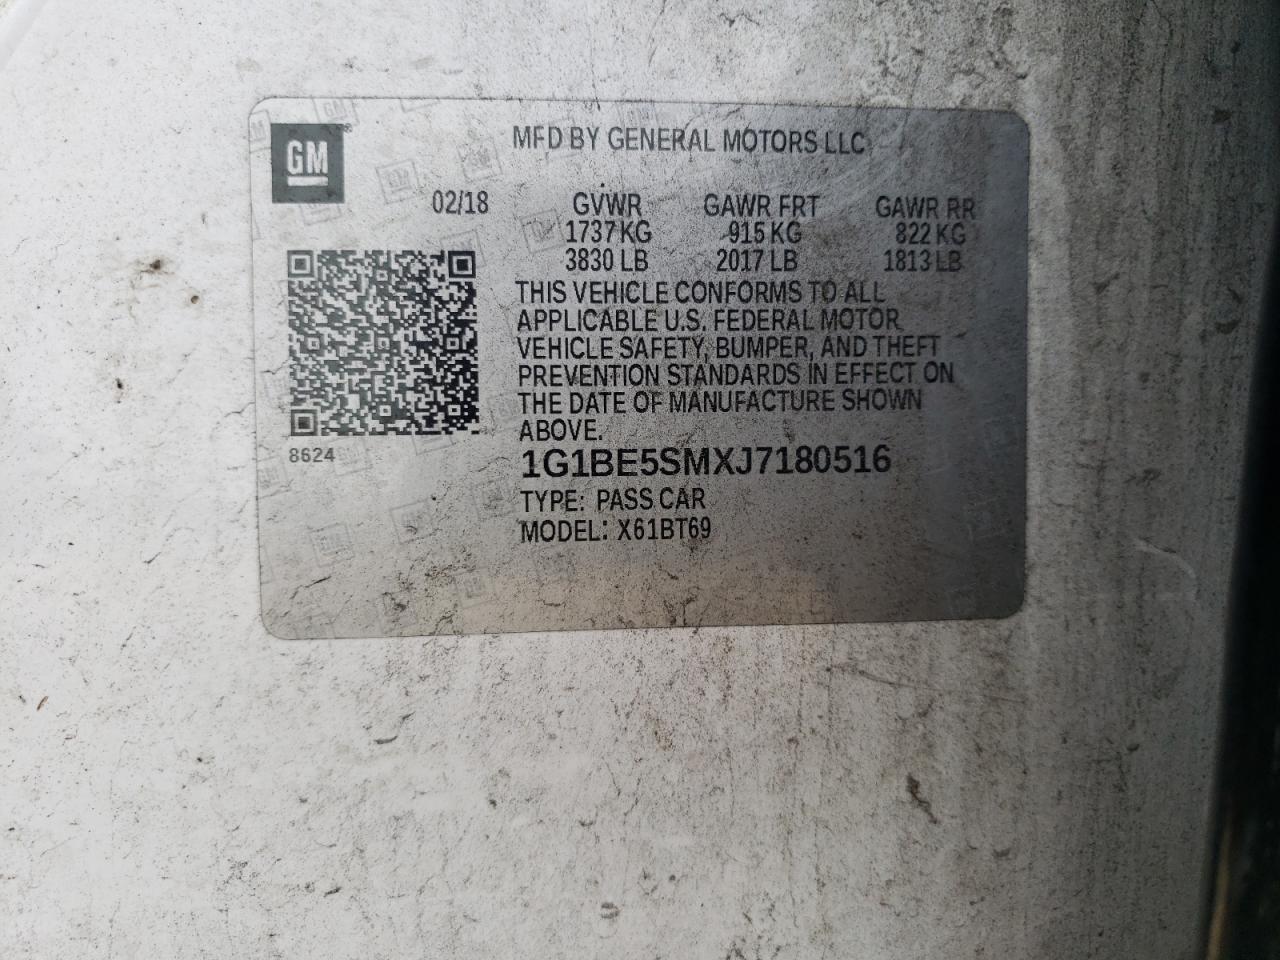 GM
MFD BY GENERAL MOTORS LLC
02/18
GVWR GAWR FRT GAWR RR
1737 KG 915 KG 822 KG
3830 LB 2017 LB 1813 LB
THIS VEHICLE CONFORMS TO ALL
APPLICABLE U.S. FEDERAL MOTOR
VEHICLE SAFETY, BUMPER, AND THEFT
PREVENTION STANDARDS IN EFFECT ON
THE DATE OF MANUFACTURE SHOWN
ABOVE.
8624
1G1BE5SMXJ7180516
TYPE: PASS CAR
MODEL: X61BT69